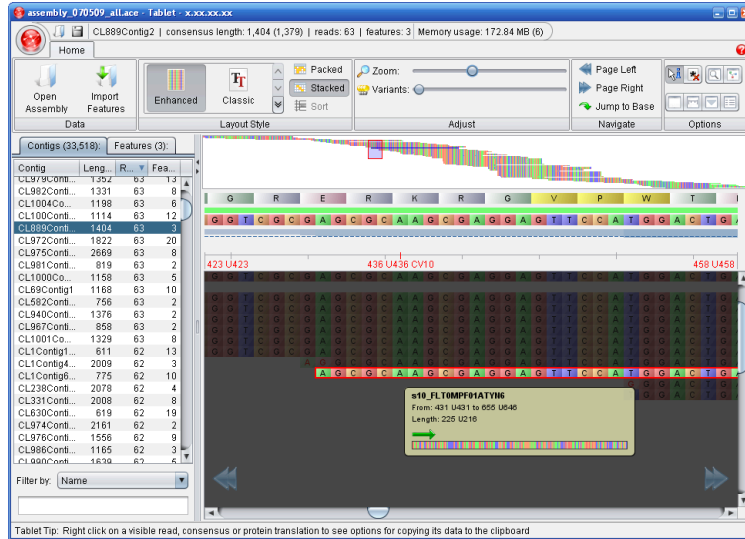 assembly_070509_all.ace - Tablet - x.xx.xx.xx
CL889Contig2 | consensus length: 1,404 (1,379) | reads: 63 | features: 3 | Memory usage: 172.84 MB (6)
Home
Open Assembly
Import Features
Data
Enhanced
Classic
Packed
Stacked
Sort
Layout Style
Zoom:
Variants:
Adjust
Page Left
Page Right
Jump to Base
Navigate
Options
Contigs (33,518):
Features (3):
Contig Leng... R... Fea...
CL979Conti... 1352 63 13
CL982Conti... 1331 63 8
CL1004Co... 1198 63 6
CL100Conti... 1114 63 12
CL889Conti... 1404 63 3
CL972Conti... 1822 63 20
CL975Conti... 2669 63 8
CL981Conti... 819 63 2
CL1000Co... 1158 63 5
CL69Contig1 1168 63 10
CL582Conti... 756 63 2
CL940Conti... 1376 63 2
CL967Conti... 858 63 2
CL1001Co... 1329 63 8
CL1Contig1... 611 62 13
CL1Contig4... 2009 62 3
CL1Contig6... 775 62 10
CL238Conti... 2078 62 4
CL331Conti... 2008 62 8
CL630Conti... 619 62 19
CL974Conti... 2161 62 2
CL976Conti... 1556 62 9
CL986Conti... 1165 62 3
CL990Conti... 1639 62 5
Filter by: Name
G R E R K R G V P W T
G G T C G C G A G C G C A A G C G A G G A G T T C C A T G G A C T G
423 U423
436 U436 CV10
458 U458
A G C G C A A G C G A G G A G T T C C A T G G A C T G A
s10_FLT0MPF01ATYN6
From: 431 U431 to 655 U646
Length: 225 U216
Tablet Tip: Right click on a visible read, consensus or protein translation to see options for copying its data to the clipboard